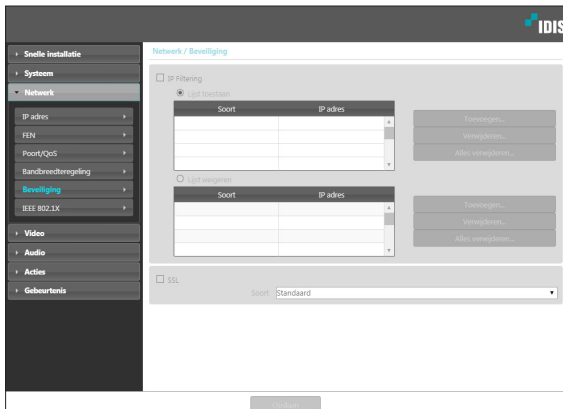 IDIS
Snelle installatie
Systeem
Netwerk
IP adres
FEN
Poort/QoS
Bandbreedteregeling
Beveiliging
IEEE 802.1X
Video
Audio
Acties
Gebeurtenis
Netwerk / Beveiliging
IP Filtering
Lijst toestaan
Soort IP adres
Toevoegen...
Verwijderen...
Alles verwijderen...
Lijst weigeren
Soort IP adres
Toevoegen...
Verwijderen...
Alles verwijderen...
SSL
Soort Standaard